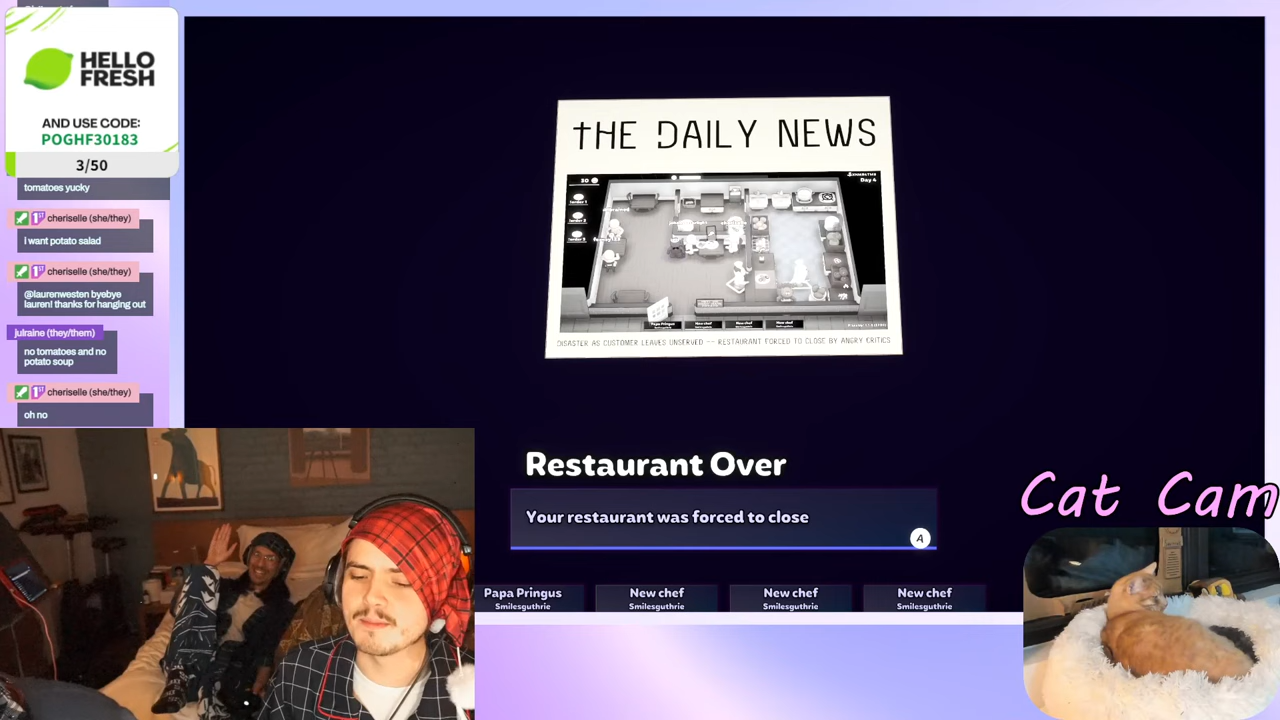 HELLO
FRESH
AND USE CODE:
POGHF30183
3/50
tomatoes yucky
cheriselle (she/they)
i want potato salad
cheriselle (she/they)
@laurenwesten byebye
lauren! thanks for hanging out
julraine (they/them)
no tomatoes and no
potato soup
cheriselle (she/they)
oh no
THE DAILY NEWS
30
Day 4
DISASTER AS CUSTOMER LEAVES UNSERVED -- RESTAURANT FORCED TO CLOSE BY ANGRY CRITICS
Restaurant Over
Your restaurant was forced to close
A
Papa Pringus
Smilesguthrie
New chef
Smilesguthrie
New chef
Smilesguthrie
New chef
Smilesguthrie
Cat Cam